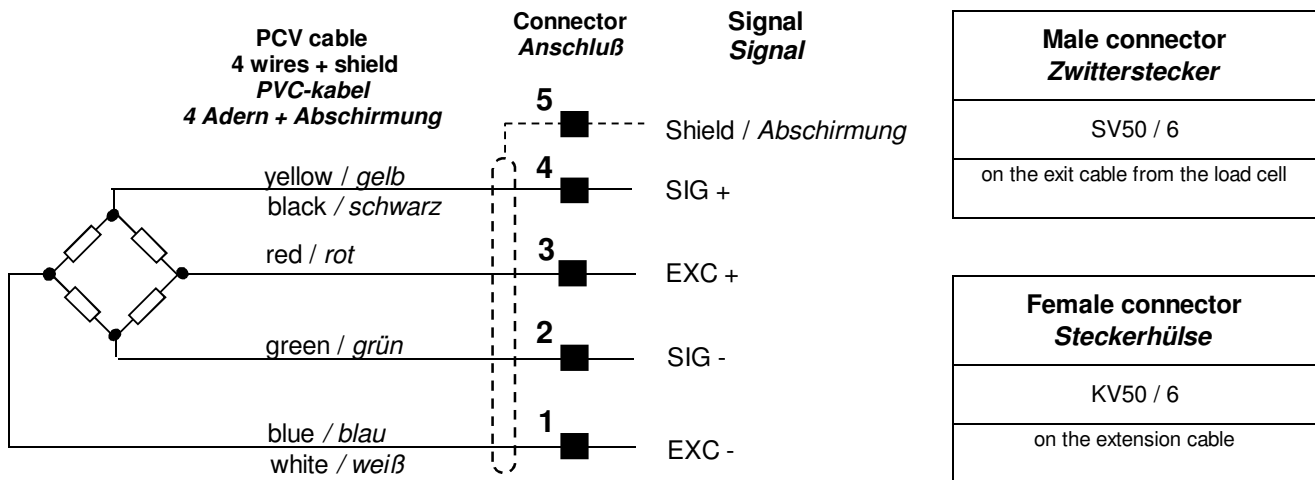 PCV cable
4 wires + shield
PVC-kabel
4 Adern + Abschirmung
Connector
Anschluß
Signal
Signal
5
Shield / Abschirmung
yellow / gelb
black / schwarz
4
SIG +
red / rot
3
EXC +
green / grün
2
SIG -
blue / blau
white / weiß
1
EXC -
Male connector
Zwitterstecker
SV50 / 6
on the exit cable from the load cell
Female connector
Steckerhülse
KV50 / 6
on the extension cable